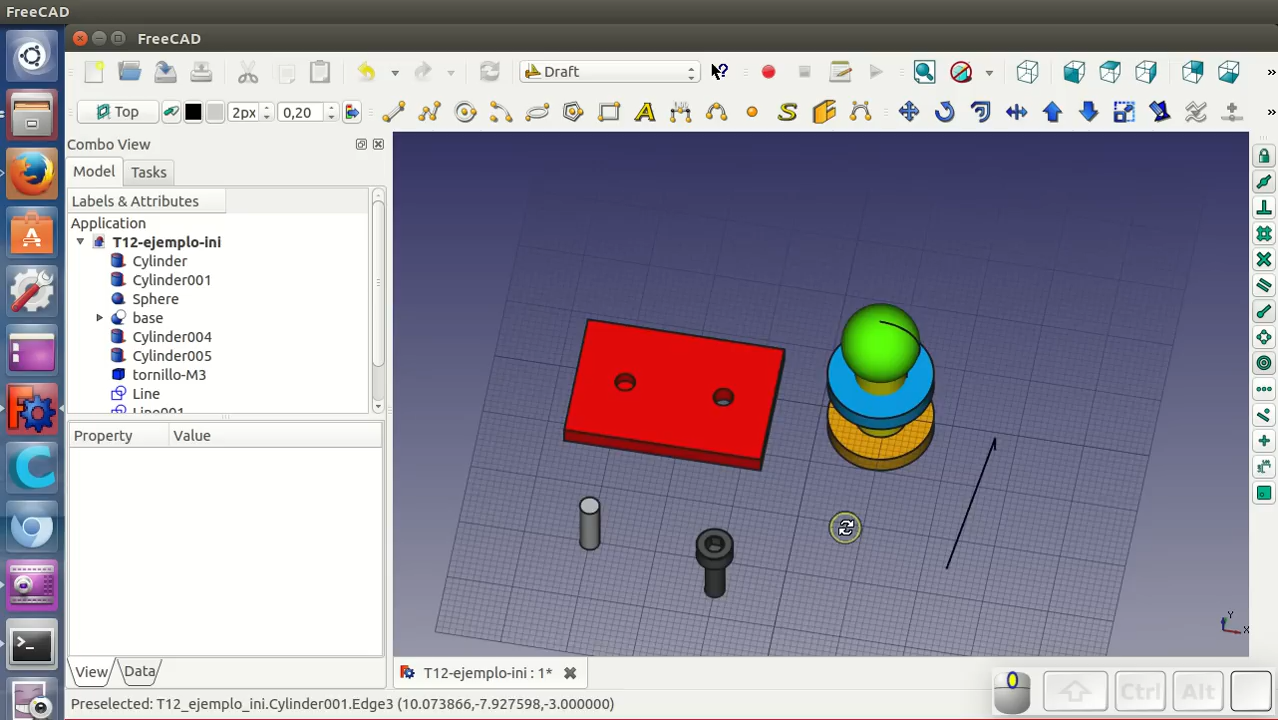 FreeCAD
FreeCAD
Draft
Top
2px
0,20
Combo View
Model
Tasks
Labels & Attributes
Application
T12-ejemplo-ini
Cylinder
Cylinder001
Sphere
base
Cylinder004
Cylinder005
tornillo-M3
Line
Line001
Property
Value
View
Data
T12-ejemplo-ini : 1*
Y
X
Ctrl
Alt
Preselected: T12_ejemplo_ini.Cylinder001.Edge3 (10.073866,-7.927598,-3.000000)